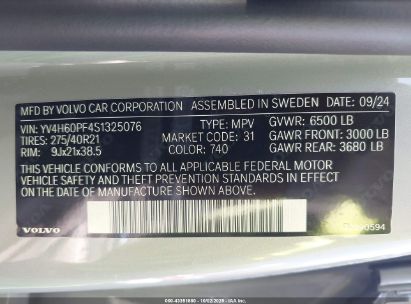 MFD BY VOLVO CAR CORPORATION ASSEMBLED IN SWEDEN DATE: 09/24
VIN: YV4H60PF4S1325076 TYPE: MPV GVWR: 6500 LB
TIRES: 275/40R21 MARKET CODE: 31 GAWR FRONT: 3000 LB
RIM: 9Jx21x38.5 COLOR: 740 GAWR REAR: 3680 LB
THIS VEHICLE CONFORMS TO ALL APPLICABLE FEDERAL MOTOR
VEHICLE SAFETY, BUMPER, AND THEFT PREVENTION STANDARDS
IN EFFECT ON THE DATE OF MANUFACTURE SHOWN ABOVE.
VOLVO